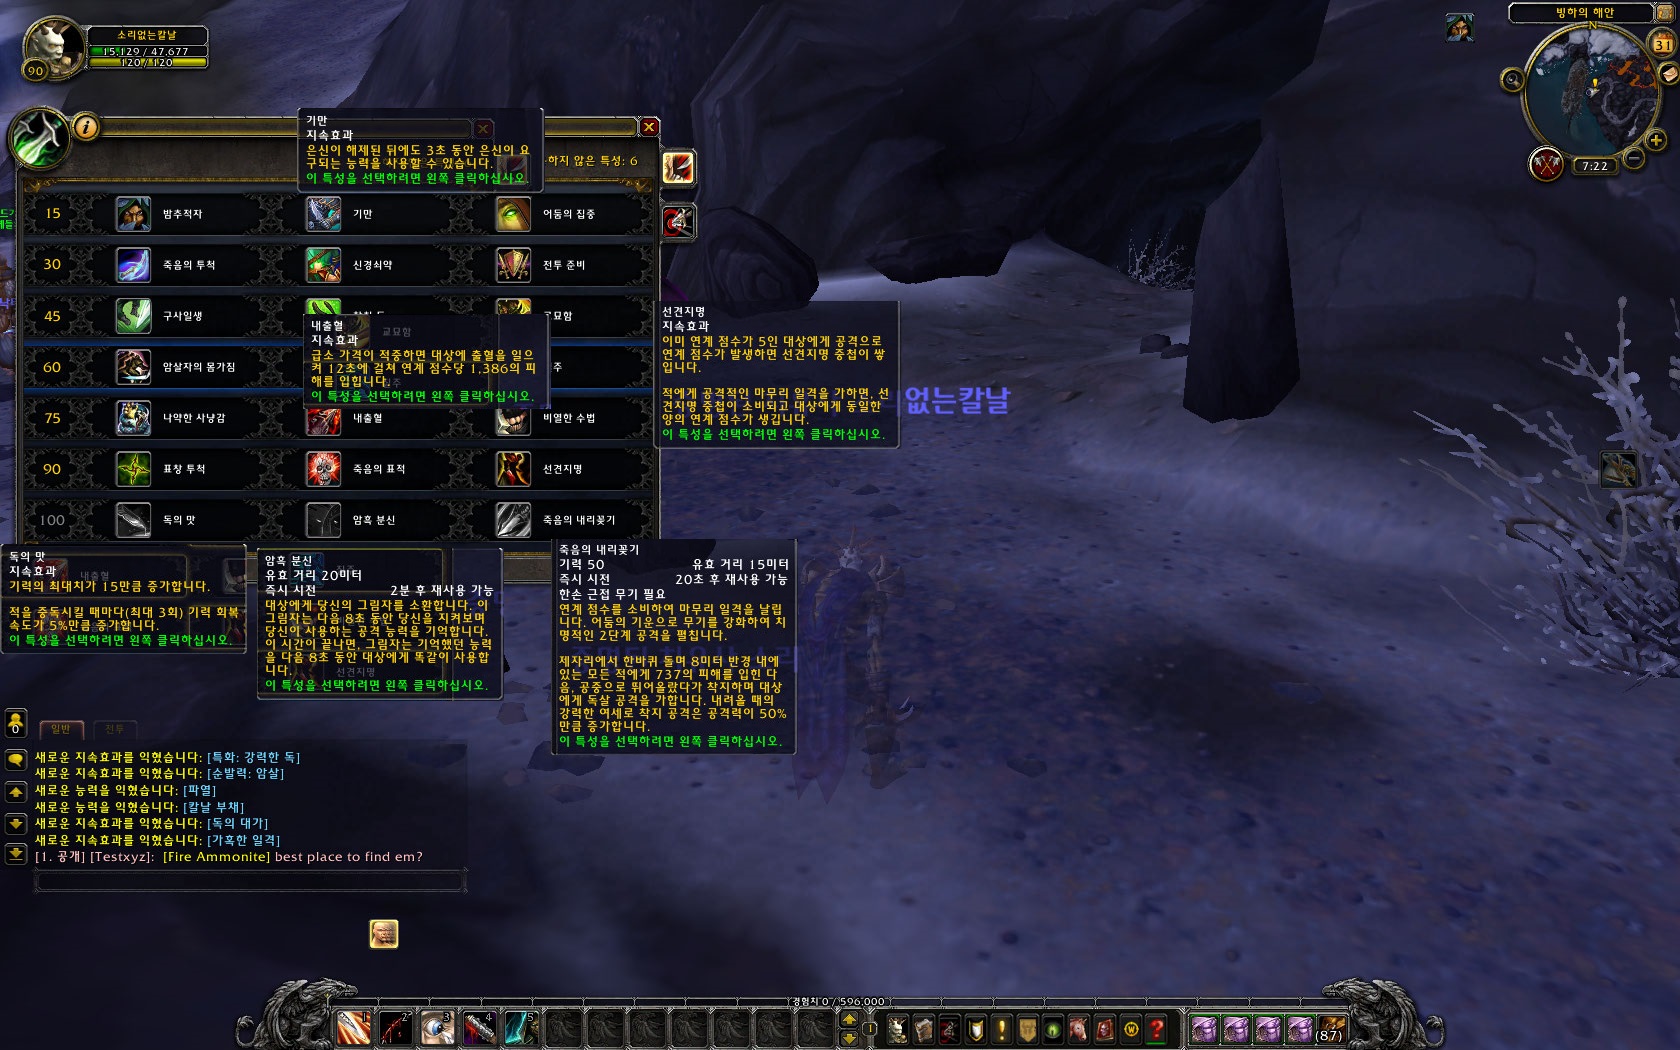 소리없는칼날
15,129 / 47,677
120 / 120
90
빙하의 해안
N
31
7:22
기만
지속효과
은신이 해제된 뒤에도 3초 동안 은신이 요
구되는 능력을 사용할 수 있습니다.
이 특성을 선택하려면 왼쪽 클릭하십시오.
하지 않은 특성: 6
15
밤추적자
기만
어둠의 집중
30
죽음의 투척
신경쇠약
전투 준비
45
구사일생
교묘함
60
암살자의 몸가짐
75
나약한 사냥감
내출혈
비열한 수법
90
표창 투척
죽음의 표적
선견지명
100
독의 맛
암흑 분신
죽음의 내리꽂기
내출혈
지속효과
급소 가격이 적중하면 대상에 출혈을 일으
켜 12초에 걸쳐 연계 점수당 1,386의 피
해를 입힙니다.
이 특성을 선택하려면 왼쪽 클릭하십시오.
교묘함
선견지명
지속효과
이미 연계 점수가 5인 대상에게 공격으로
연계 점수가 발생하면 선견지명 중첩이 쌓
입니다.
적에게 공격적인 마무리 일격을 가하면, 선
견지명 중첩이 소비되고 대상에게 동일한
양의 연계 점수가 생깁니다.
이 특성을 선택하려면 왼쪽 클릭하십시오.
없는칼날
독의 맛
지속효과
기력의 최대치가 15만큼 증가합니다.
적을 중독시킬 때마다(최대 3회) 기력 회복
속도가 5%만큼 증가합니다.
이 특성을 선택하려면 왼쪽 클릭하십시오.
내출혈
암흑 분신
유효 거리 20미터
즉시 시전 2분 후 재사용 가능
대상에게 당신의 그림자를 소환합니다. 이
그림자는 다음 8초 동안 당신을 지켜보며
당신이 사용하는 공격 능력을 기억합니다.
이 시간이 끝나면, 그림자는 기억했던 능력
을 다음 8초 동안 대상에게 똑같이 사용합
니다.
이 특성을 선택하려면 왼쪽 클릭하십시오.
선견지명
죽음의 내리꽂기
기력 50 유효 거리 15미터
즉시 시전 20초 후 재사용 가능
한손 근접 무기 필요
연계 점수를 소비하여 마무리 일격을 날립
니다. 어둠의 기운으로 무기를 강화하여 치
명적인 2단계 공격을 펼칩니다.
제자리에서 한바퀴 돌며 8미터 반경 내에
있는 모든 적에게 737의 피해를 입힌 다
음, 공중으로 뛰어올랐다가 착지하며 대상
에게 독살 공격을 가합니다. 내려올 때의
강력한 여세로 착지 공격은 공격력이 50%
만큼 증가합니다.
이 특성을 선택하려면 왼쪽 클릭하십시오.
0
일반
전투
새로운 지속효과를 익혔습니다: [특화: 강력한 독]
새로운 지속효과를 익혔습니다: [순발력: 암살]
새로운 능력을 익혔습니다: [파열]
새로운 능력을 익혔습니다: [칼날 부채]
새로운 지속효과를 익혔습니다: [독의 대가]
새로운 지속효과를 익혔습니다: [가혹한 일격]
[1. 공개] [Testxyz]: [Fire Ammonite] best place to find em?
경험치 0 / 596,000
1
2
3
4
5
1
(87)